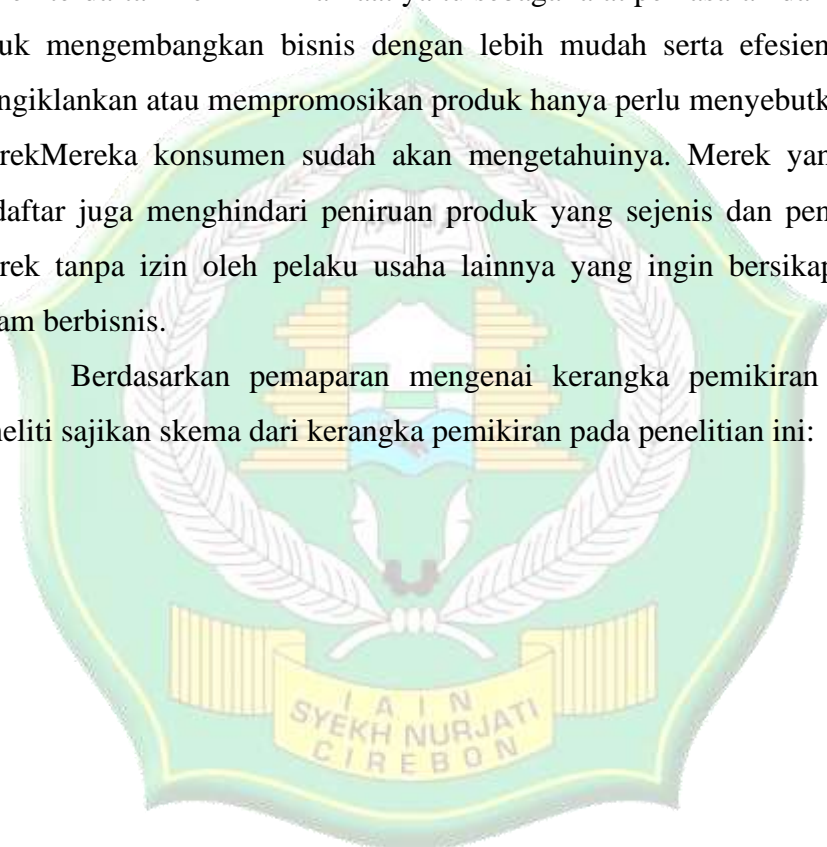 uk mengembangkan bisnis dengan lebih mudah serta efesien
ngiklankan atau mempromosikan produk hanya perlu menyebutk
rekMereka konsumen sudah akan mengetahuinya. Merek yan
daftar juga menghindari peniruan produk yang sejenis dan pen
rek tanpa izin oleh pelaku usaha lainnya yang ingin bersikap
am berbisnis.
Berdasarkan pemaparan mengenai kerangka pemikiran
neliti sajikan skema dari kerangka pemikiran pada penelitian ini:
IAIN
SYEKH NURJATI
CIREBON